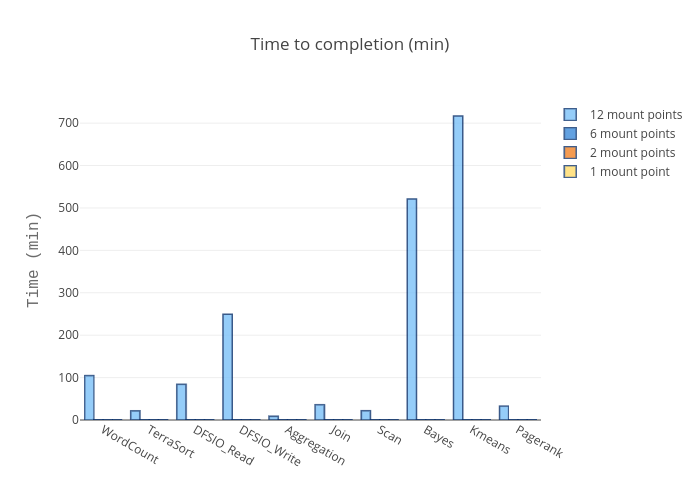 Time to completion (min)
12 mount points
6 mount points
2 mount points
1 mount point
Time (min)
700
600
500
400
300
200
100
0
WordCount
TerraSort
DFSIO_Read
DFSIO_Write
Aggregation
Join
Scan
Bayes
Kmeans
Pagerank